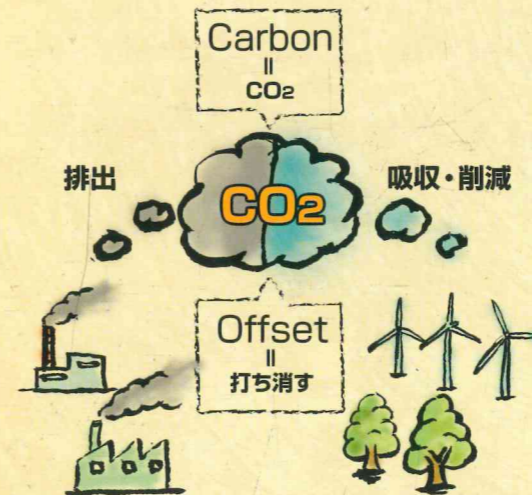 Carbon
=
CO2
排出
CO2
吸収・削減
Offset
=
打ち消す